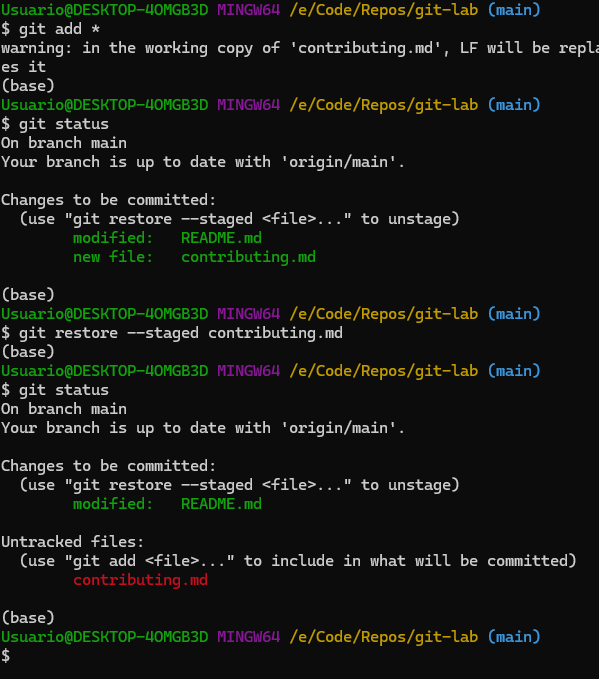 Usuario@DESKTOP-4OMGB3D MINGW64 /e/Code/Repos/git-lab (main)
$ git add *
warning: in the working copy of 'contributing.md', LF will be repla
es it
(base)
Usuario@DESKTOP-4OMGB3D MINGW64 /e/Code/Repos/git-lab (main)
$ git status
On branch main
Your branch is up to date with 'origin/main'.
Changes to be committed:
  (use "git restore --staged <file>..." to unstage)
        modified:   README.md
        new file:   contributing.md
(base)
Usuario@DESKTOP-4OMGB3D MINGW64 /e/Code/Repos/git-lab (main)
$ git restore --staged contributing.md
(base)
Usuario@DESKTOP-4OMGB3D MINGW64 /e/Code/Repos/git-lab (main)
$ git status
On branch main
Your branch is up to date with 'origin/main'.
Changes to be committed:
  (use "git restore --staged <file>..." to unstage)
        modified:   README.md
Untracked files:
  (use "git add <file>..." to include in what will be committed)
        contributing.md
(base)
Usuario@DESKTOP-4OMGB3D MINGW64 /e/Code/Repos/git-lab (main)
$